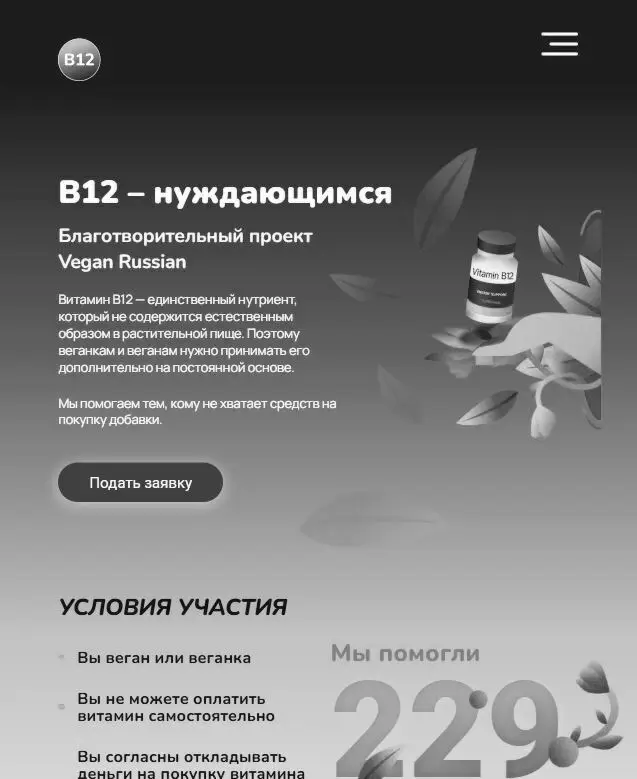 B12
B12 – нуждающимся
Благотворительный проект
Vegan Russian
Витамин B12 — единственный нутриент,
который не содержится естественным
образом в растительной пище. Поэтому
веганкам и веганам нужно принимать его
дополнительно на постоянной основе.
Мы помогаем тем, кому не хватает средств на
покупку добавки.
Vitamin B12
ENERGY SUPPORT
Подать заявку
УСЛОВИЯ УЧАСТИЯ
Вы веган или веганка
Вы не можете оплатить
витамин самостоятельно
Вы согласны откладывать
деньги на покупку витамина
Мы помогли
229